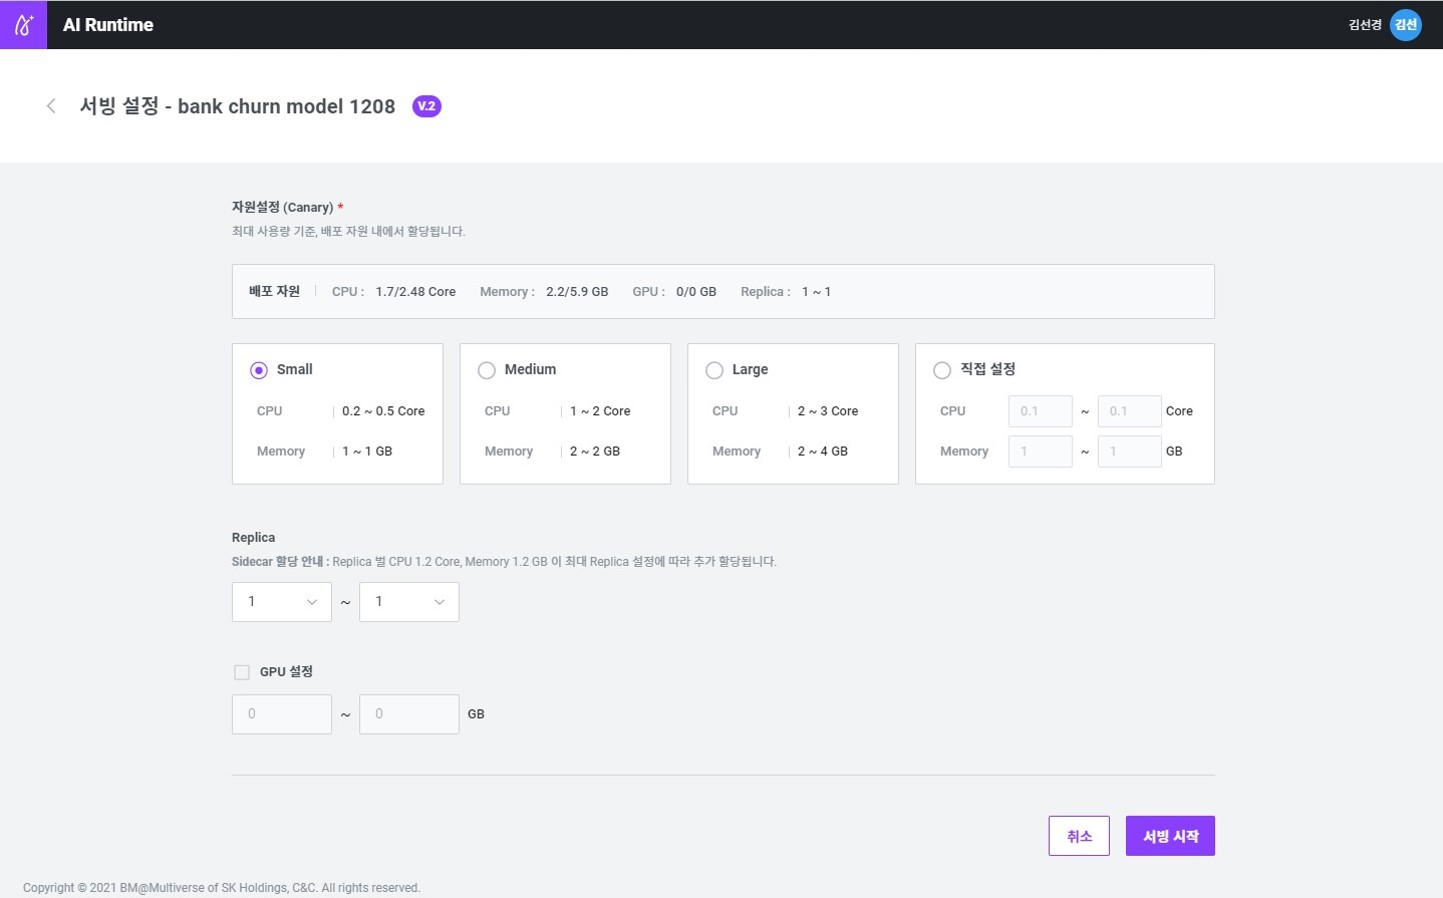 AI Runtime
김선경
김선
서빙 설정 - bank churn model 1208
V.2
자원설정 (Canary) *
최대 사용량 기준, 배포 자원 내에서 할당됩니다.
배포 자원 CPU : 1.7/2.48 Core Memory : 2.2/5.9 GB GPU : 0/0 GB Replica : 1 ~ 1
Small
CPU 0.2 ~ 0.5 Core
Memory 1 ~ 1 GB
Medium
CPU 1 ~ 2 Core
Memory 2 ~ 2 GB
Large
CPU 2 ~ 3 Core
Memory 2 ~ 4 GB
직접 설정
CPU 0.1 ~ 0.1 Core
Memory 1 ~ 1 GB
Replica
Sidecar 할당 안내 : Replica 별 CPU 1.2 Core, Memory 1.2 GB 이 최대 Replica 설정에 따라 추가 할당됩니다.
1 ~ 1
GPU 설정
0 ~ 0 GB
취소
서빙 시작
Copyright © 2021 BM@Multiverse of SK Holdings, C&C. All rights reserved.